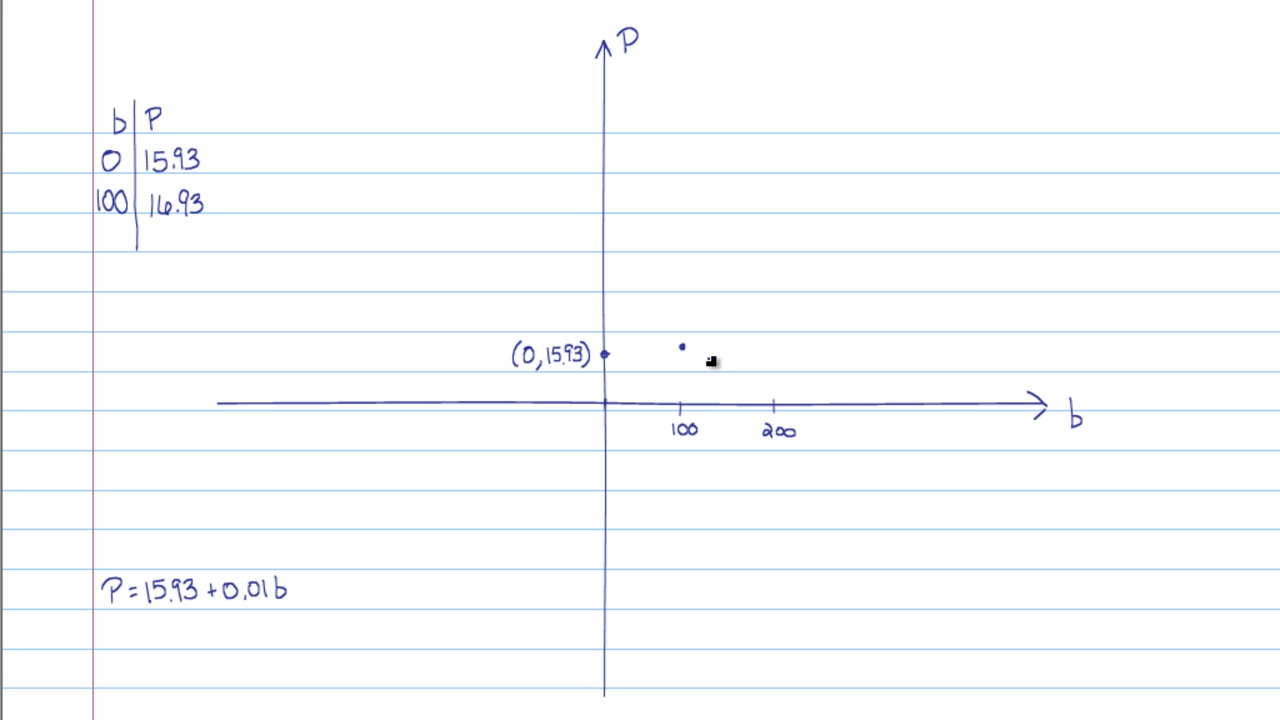 P
b P
0 15.93
100 16.93
(0, 15.93)
100 200
b
P = 15.93 + 0.01b